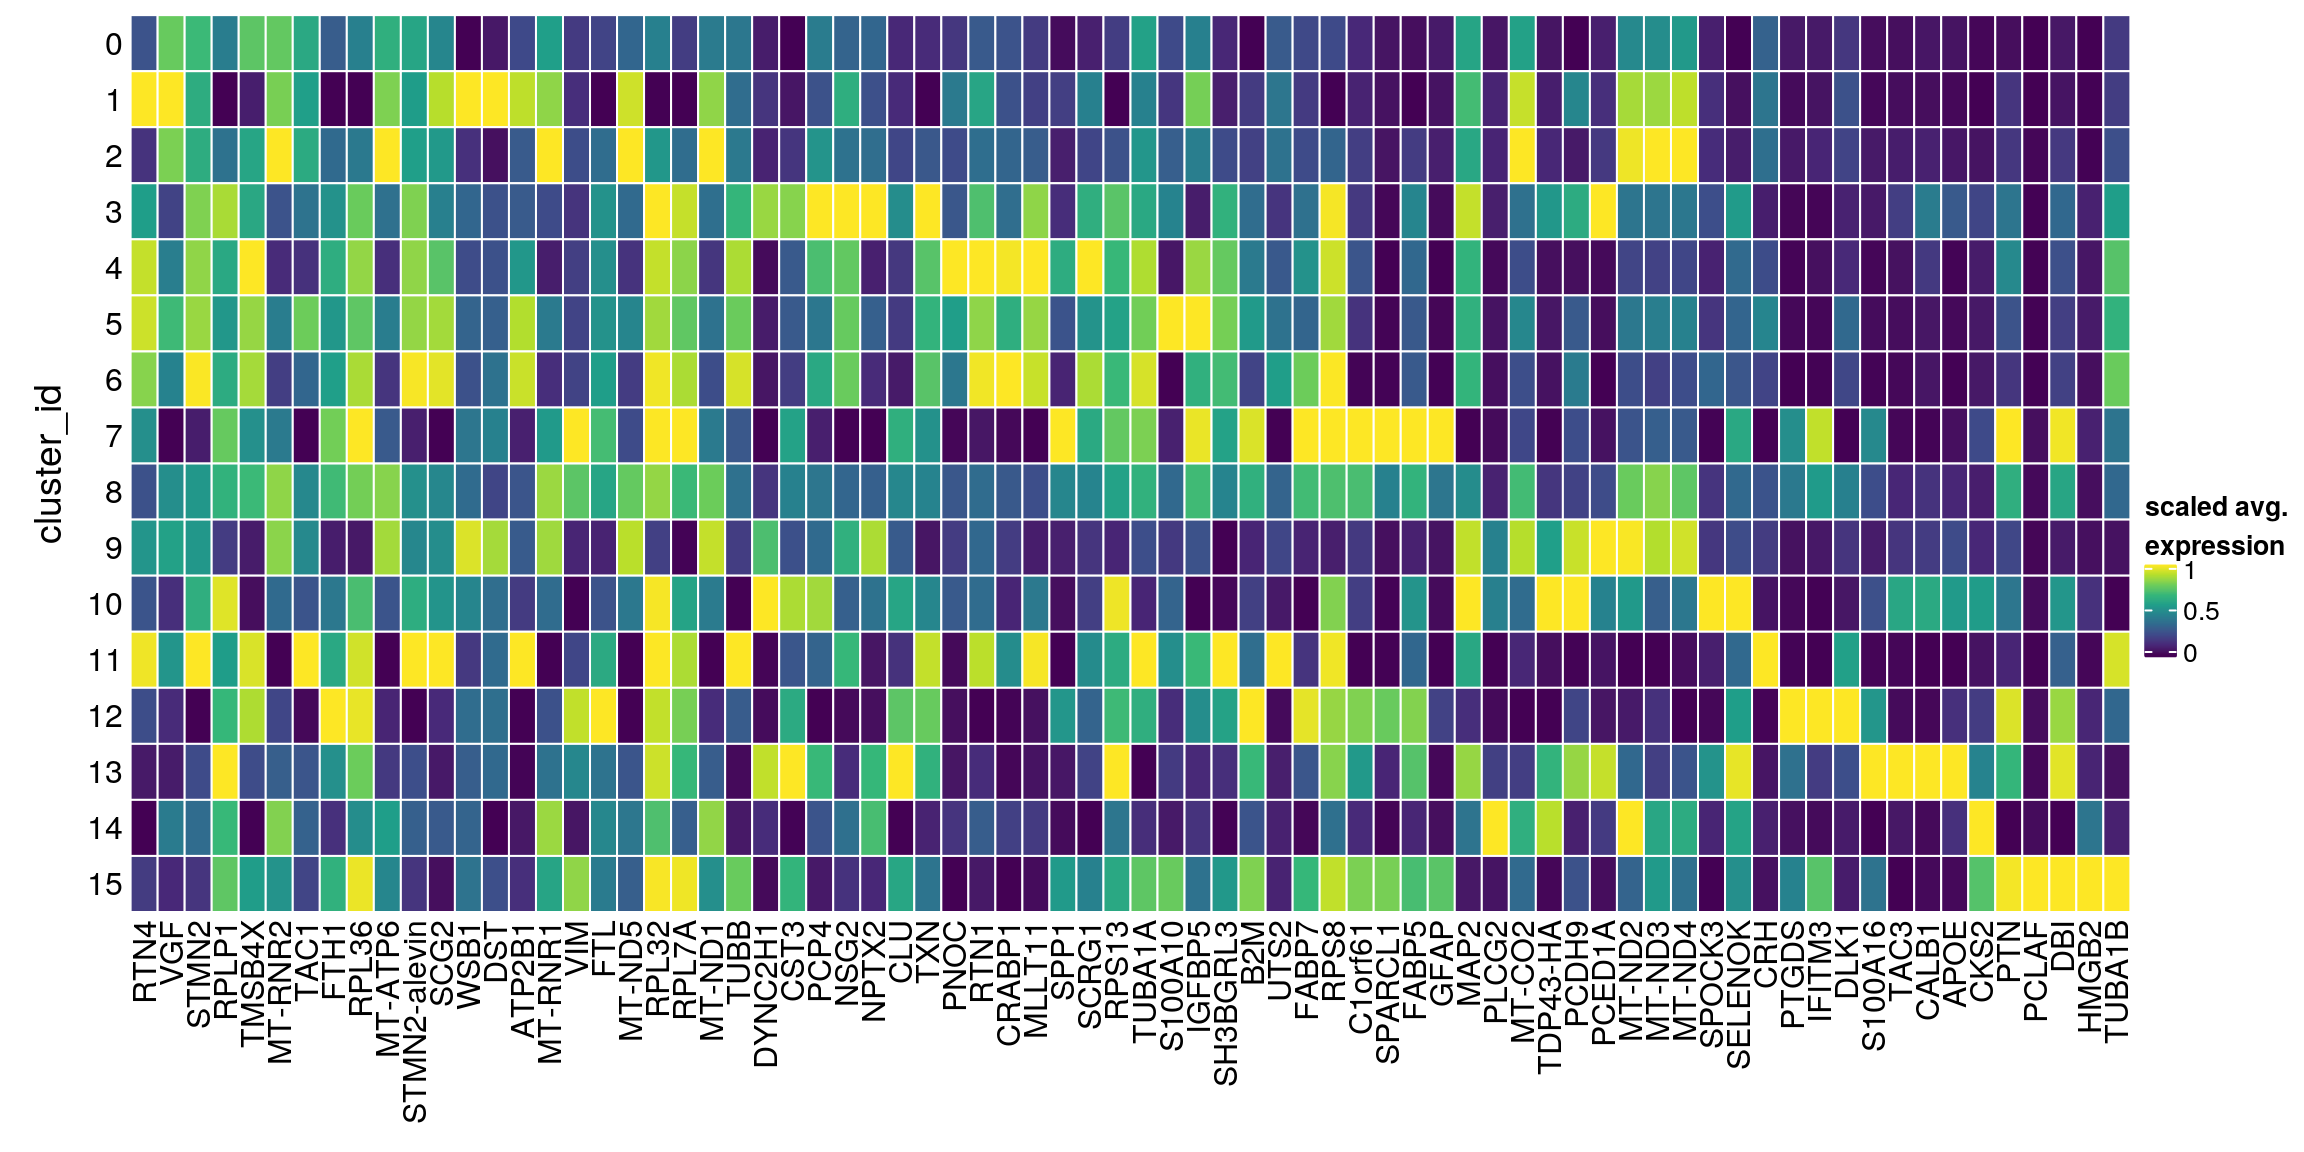 cluster_id
0
1
2
3
4
5
6
7
8
9
10
11
12
13
14
15
scaled avg.
expression
1
0.5
0
RTN4
VGF
STMN2
RPLP1
TMSB4X
MT-RNR2
TAC1
FTH1
RPL36
MT-ATP6
STMN2-alevin
SCG2
WSB1
DST
ATP2B1
MT-RNR1
VIM
FTL
MT-ND5
RPL32
RPL7A
MT-ND1
TUBB
DYNC2H1
CST3
PCP4
NSG2
NPTX2
CLU
TXN
PNOC
RTN1
CRABP1
MLLT11
SPP1
SCRG1
RPS13
TUBA1A
S100A10
IGFBP5
SH3BGRL3
B2M
UTS2
FABP7
RPS8
C1orf61
SPARCL1
FABP5
GFAP
MAP2
PLCG2
MT-CO2
TDP43-HA
PCDH9
PCED1A
MT-ND2
MT-ND3
MT-ND4
SPOCK3
SELENOK
CRH
PTGDS
IFITM3
DLK1
S100A16
TAC3
CALB1
APOE
CKS2
PTN
PCLAF
DBI
HMGB2
TUBA1B